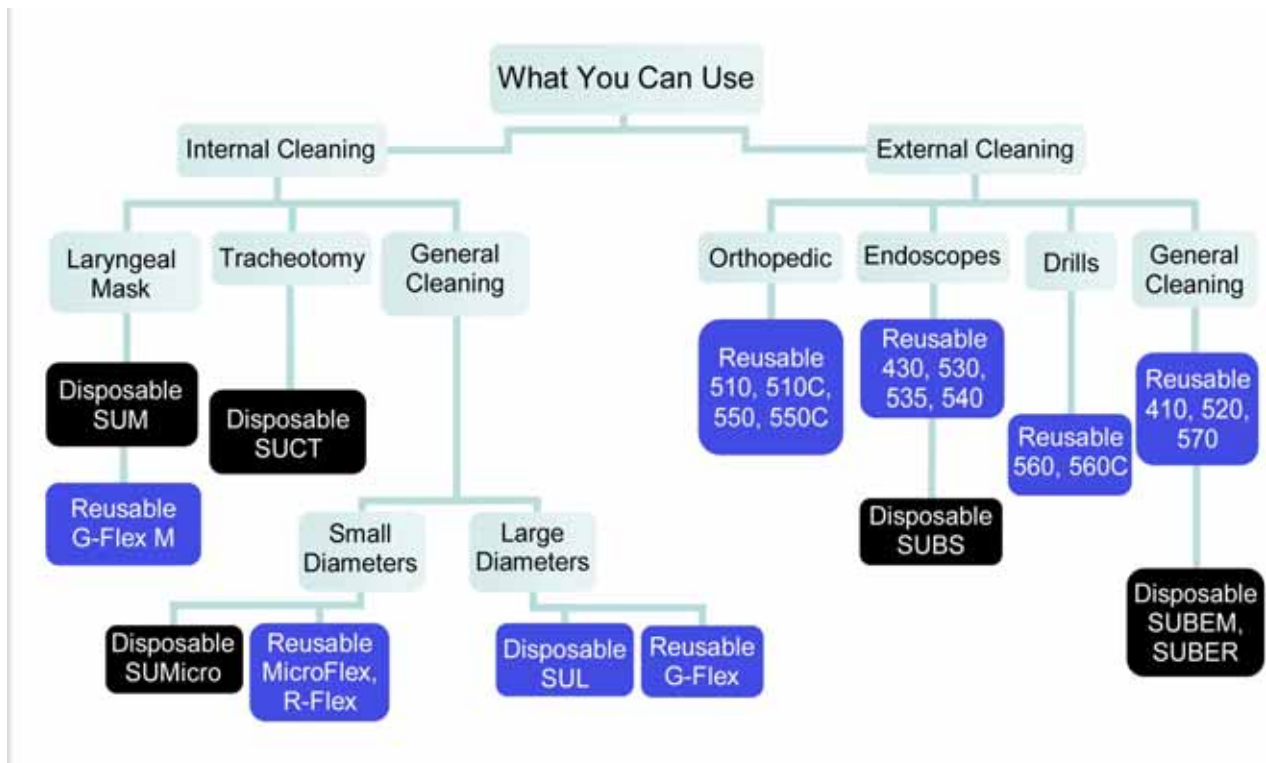 What You Can Use
Internal Cleaning
External Cleaning
Laryngeal
Mask
Tracheotomy
General
Cleaning
Orthopedic
Endoscopes
Drills
General
Cleaning
Disposable
SUM
Reusable
G-Flex M
Disposable
SUCT
Small
Diameters
Large
Diameters
Disposable
SUMicro
Reusable
MicroFlex,
R-Flex
Disposable
SUL
Reusable
G-Flex
Reusable
510, 510C,
550, 550C
Reusable
430, 530,
535, 540
Disposable
SUBS
Reusable
560, 560C
Reusable
410, 520,
570
Disposable
SUBEM,
SUBER